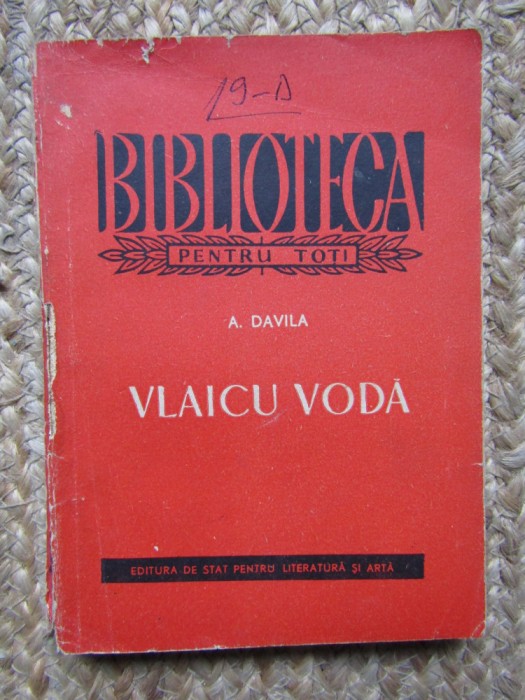 19-D
BIBLIOTECA
PENTRU TOȚI
A. DAVILA
VLAICU VODĂ
EDITURA DE STAT PENTRU LITERATURĂ ȘI ARTĂ